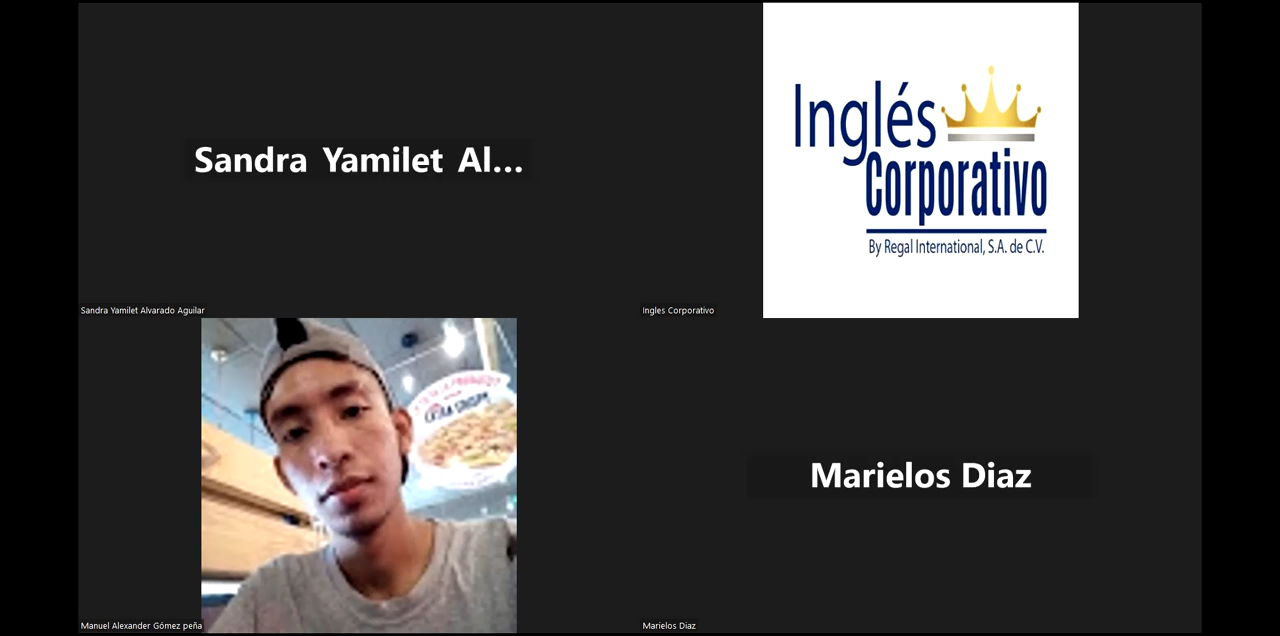 Sandra Yamilet Al...
Sandra Yamilet Alvarado Aguilar
Inglés
Corporativo
By Regal International, S.A. de C.V.
Ingles Corporativo
Manuel Alexander Gómez peña
Marielos Diaz
Marielos Diaz